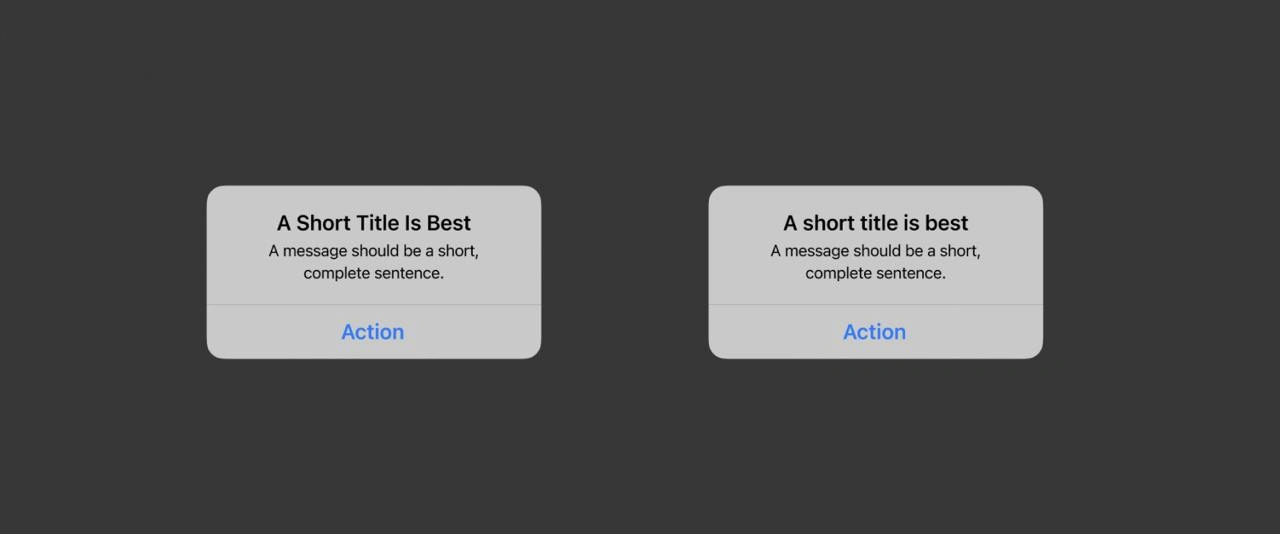 A Short Title Is Best
A message should be a short,
complete sentence.
Action
A short title is best
A message should be a short,
complete sentence.
Action